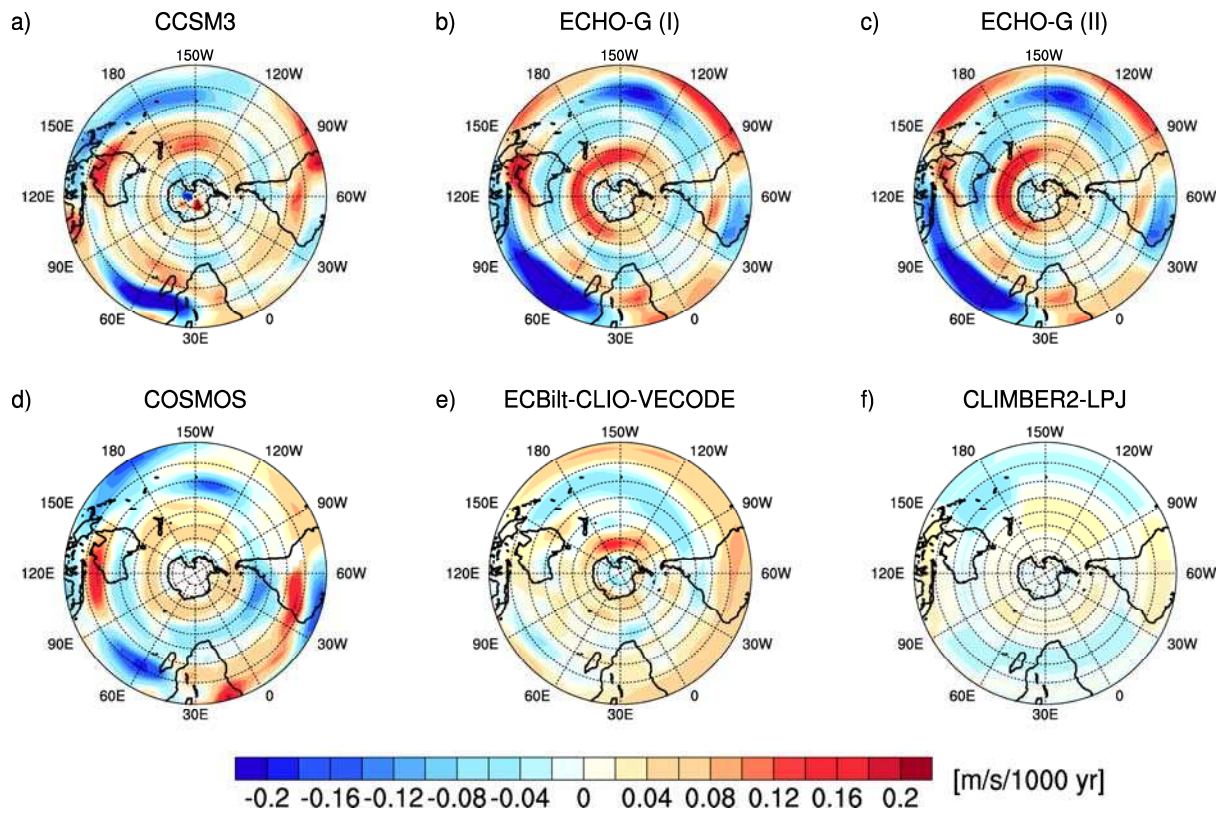 a) CCSM3
b) ECHO-G (I)
c) ECHO-G (II)
150W
180 120W
150E 90W
120E 60W
90E 30W
60E 0
30E
150W
180 120W
150E 90W
120E 60W
90E 30W
60E 0
30E
150W
180 120W
150E 90W
120E 60W
90E 30W
60E 0
30E
d) COSMOS
e) ECBilt-CLIO-VECODE
f) CLIMBER2-LPJ
150W
180 120W
150E 90W
120E 60W
90E 30W
60E 0
30E
150W
180 120W
150E 90W
120E 60W
90E 30W
60E 0
30E
150W
180 120W
150E 90W
120E 60W
90E 30W
60E 0
30E
-0.2 -0.16 -0.12 -0.08 -0.04 0 0.04 0.08 0.12 0.16 0.2 [m/s/1000 yr]